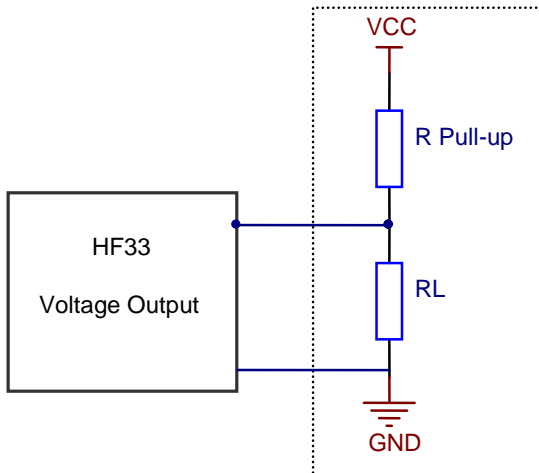 VCC
R Pull-up
HF33
Voltage Output
RL
GND